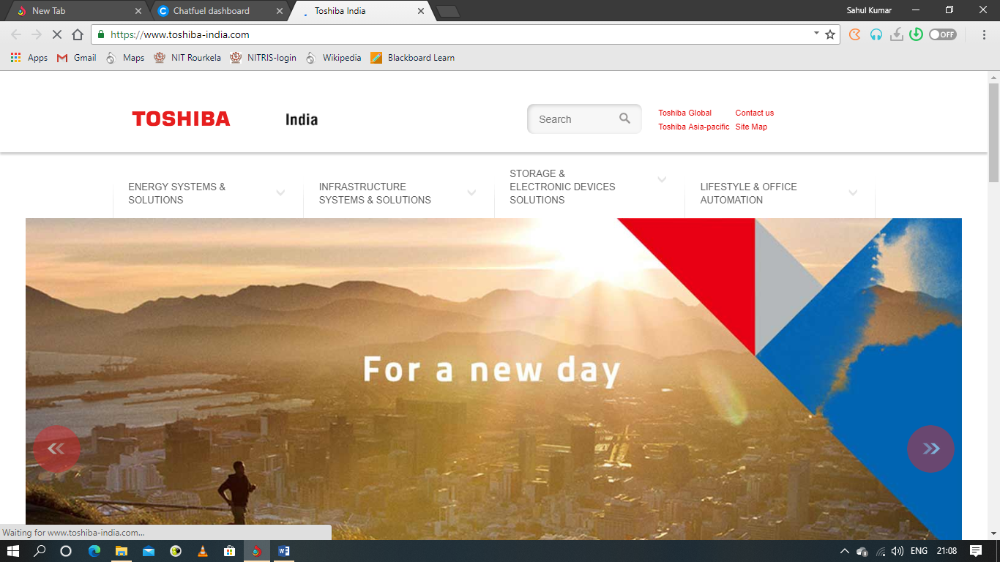 New Tab
Chatfuel dashboard
Toshiba India
Sahul Kumar
https://www.toshiba-india.com
OFF
Apps
Gmail
Maps
NIT Rourkela
NITRIS-login
Wikipedia
Blackboard Learn
TOSHIBA
India
Search
Toshiba Global
Contact us
Toshiba Asia-pacific
Site Map
ENERGY SYSTEMS &
SOLUTIONS
INFRASTRUCTURE
SYSTEMS & SOLUTIONS
STORAGE &
ELECTRONIC DEVICES
SOLUTIONS
LIFESTYLE & OFFICE
AUTOMATION
For a new day
Waiting for www.toshiba-india.com...
ENG
21:08